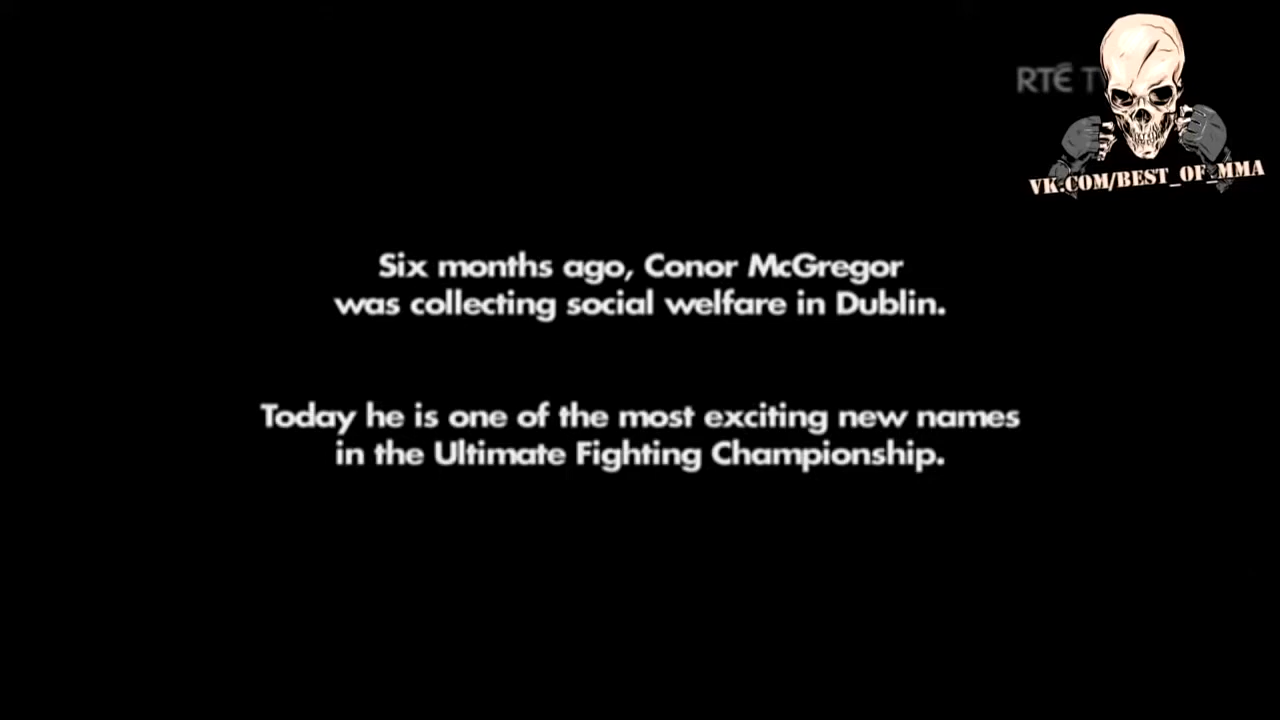 RTÉ
VK.COM/BEST_OF_MMA
Six months ago, Conor McGregor
was collecting social welfare in Dublin.
Today he is one of the most exciting new names
in the Ultimate Fighting Championship.